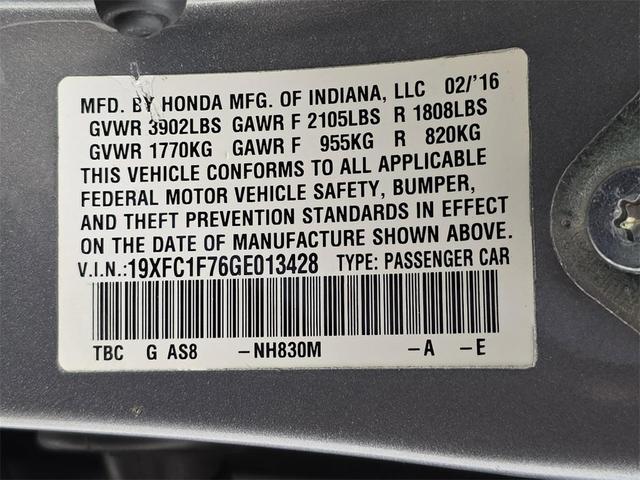 MFD. BY HONDA MFG. OF INDIANA, LLC 02/'16
GVWR 3902LBS GAWR F 2105LBS R 1808LBS
GVWR 1770KG GAWR F 955KG R 820KG
THIS VEHICLE CONFORMS TO ALL APPLICABLE
FEDERAL MOTOR VEHICLE SAFETY, BUMPER,
AND THEFT PREVENTION STANDARDS IN EFFECT
ON THE DATE OF MANUFACTURE SHOWN ABOVE.
V.I.N.:19XFC1F76GE013428 TYPE: PASSENGER CAR
TBC G AS8 -NH830M -A -E